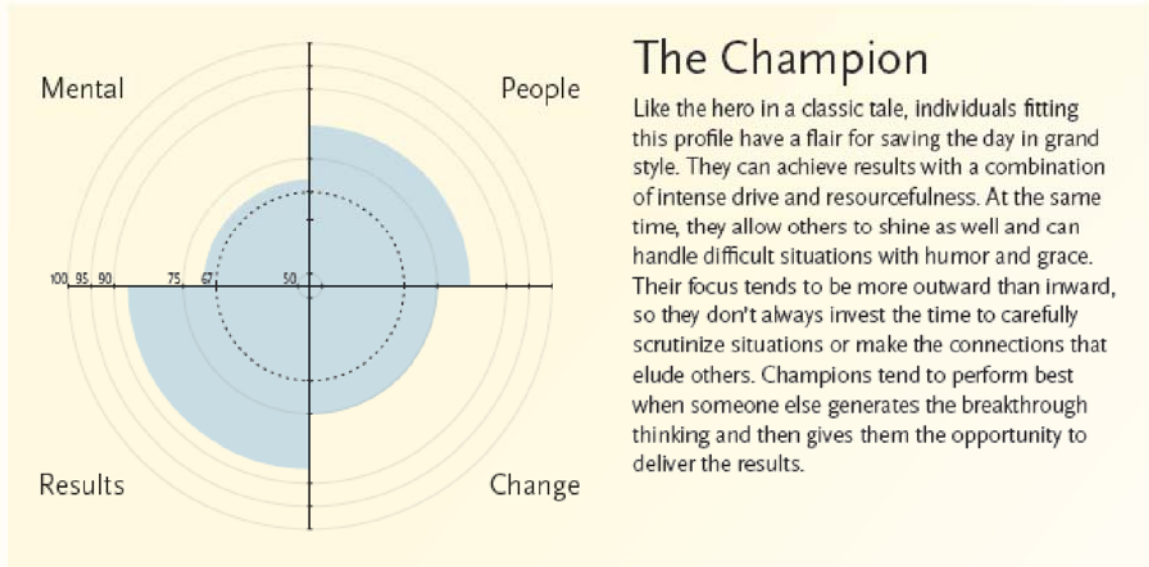 Mental
People
100 95 90 75 67 50
Results
Change
The Champion
Like the hero in a classic tale, individuals fitting
this profile have a flair for saving the day in grand
style. They can achieve results with a combination
of intense drive and resourcefulness. At the same
time, they allow others to shine as well and can
handle difficult situations with humor and grace.
Their focus tends to be more outward than inward,
so they don't always invest the time to carefully
scrutinize situations or make the connections that
elude others. Champions tend to perform best
when someone else generates the breakthrough
thinking and then gives them the opportunity to
deliver the results.